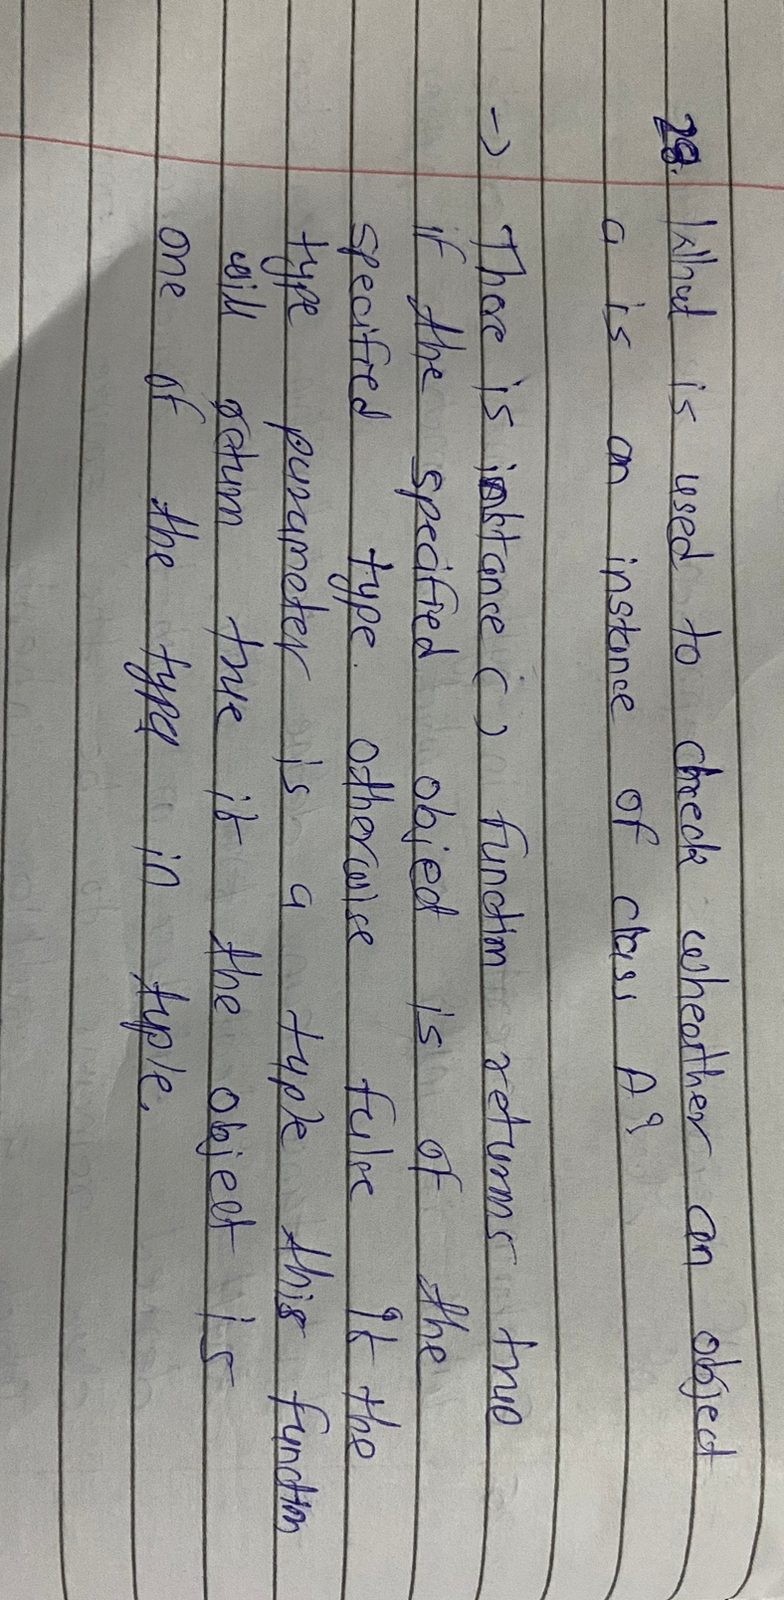 28. What is used to check wheather an object
a is an instance of class A?
→ There is instance () function returns true
if the specified object is of the
specified type. otherwise false If the
type parameter is a tuple this function
will return true if the object is
one of the type in tuple.